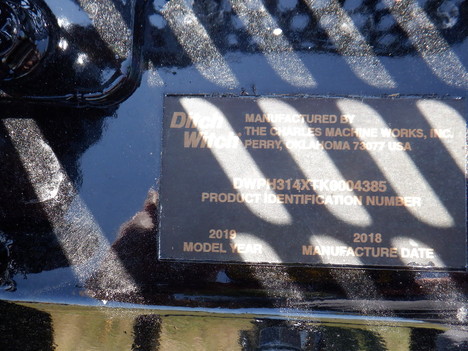 Ditch Witch
MANUFACTURED BY
THE CHARLES MACHINE WORKS, INC.
PERRY, OKLAHOMA 73077 USA
DWPH314XTK0004385
PRODUCT IDENTIFICATION NUMBER
2019 2018
MODEL YEAR MANUFACTURE DATE